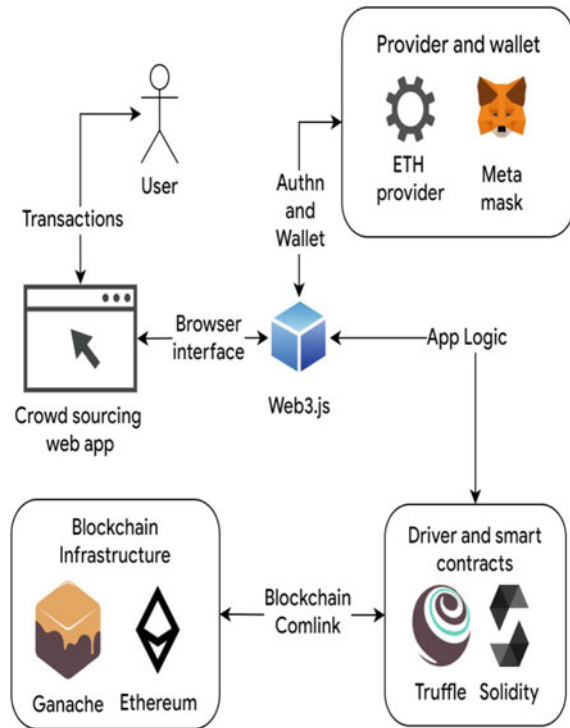 Provider and wallet
ETH
provider
Meta
mask
User
Authn
and
Wallet
Transactions
Browser
interface
App Logic
Web3.js
Crowd sourcing
web app
Blockchain
Infrastructure
Ganache
Ethereum
Blockchain
Comlink
Driver and smart
contracts
Truffle
Solidity